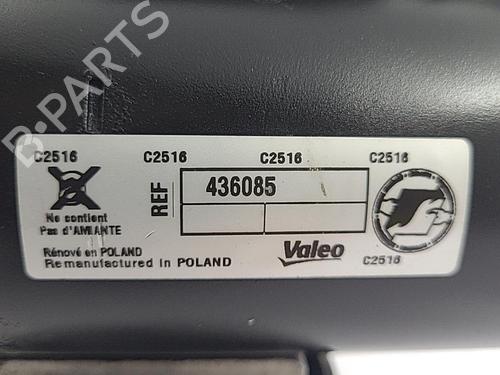 B-PARTS
C2516 C2516 C2516 C2516
REF 436085
Ne contient
Pas d'AMIANTE
Rénové en POLAND
Remanufactured in POLAND
Valeo
C2516